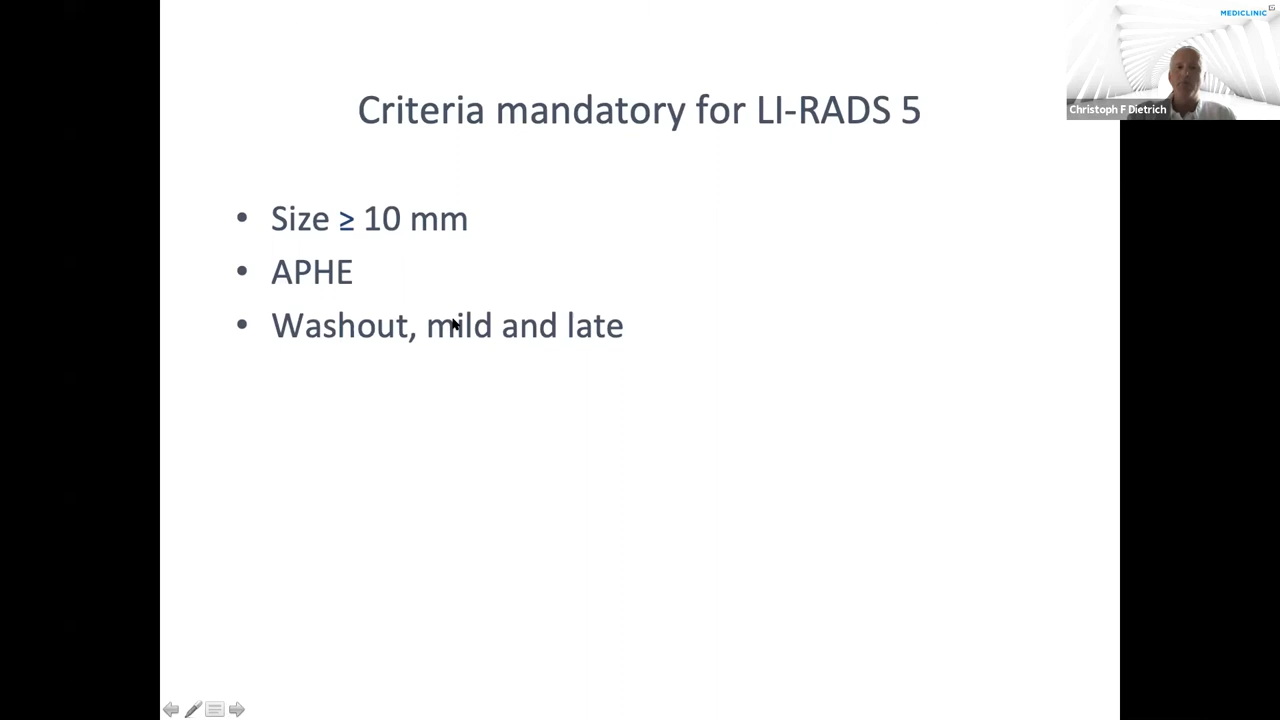 MEDICLINIC
Christoph F Dietrich
Criteria mandatory for LI-RADS 5
• Size ≥ 10 mm
• APHE
• Washout, mild and late